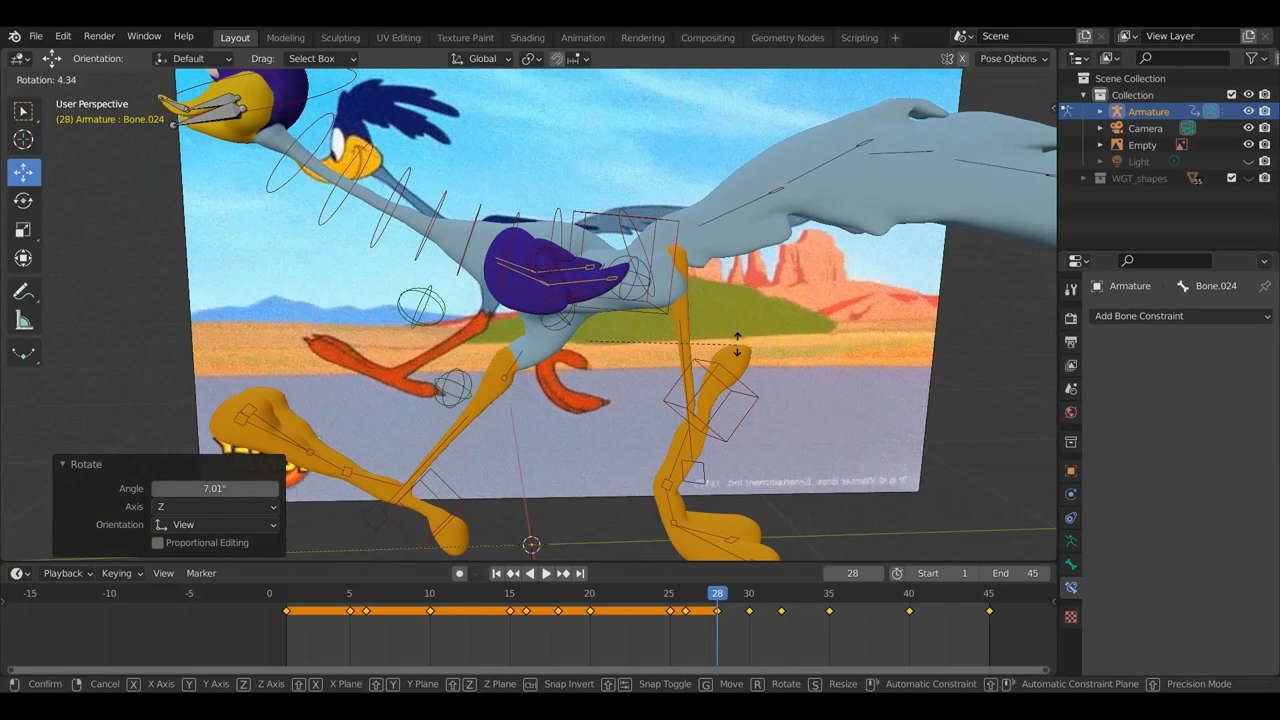 File Edit Render Window Help Layout Modeling Sculpting UV Editing Texture Paint Shading Animation Rendering Compositing Geometry Nodes Scripting + Scene View Layer
Orientation: Default Drag: Select Box Global X Pose Options
Rotation: 4.34
User Perspective
(28) Armature : Bone.024
Scene Collection
Collection
Armature
Camera
Empty
Light
WGT_shapes 55
Armature Bone.024
Add Bone Constraint
Rotate
Angle 7.01°
Axis Z
Orientation View
Proportional Editing
Playback Keying View Marker 28 Start 1 End 45
-15 -10 -5 0 5 10 15 20 25 28 30 35 40 45
Confirm Cancel X X Axis Y Y Axis Z Z Axis X X Plane Y Y Plane Z Z Plane Ctrl Snap Invert Snap Toggle G Move R Rotate S Resize Automatic Constraint Automatic Constraint Plane Precision Mode